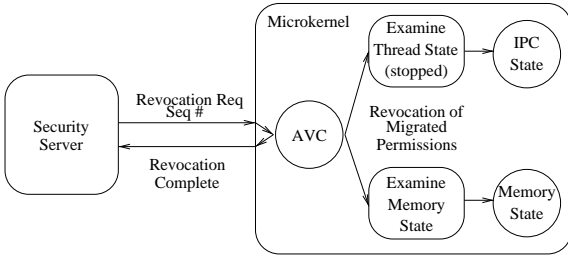 Microkernel
Examine
Thread State
(stopped)
IPC
State
Revocation Req
Seq #
Security
Server
AVC
Revocation of
Migrated
Permissions
Revocation
Complete
Examine
Memory
State
Memory
State